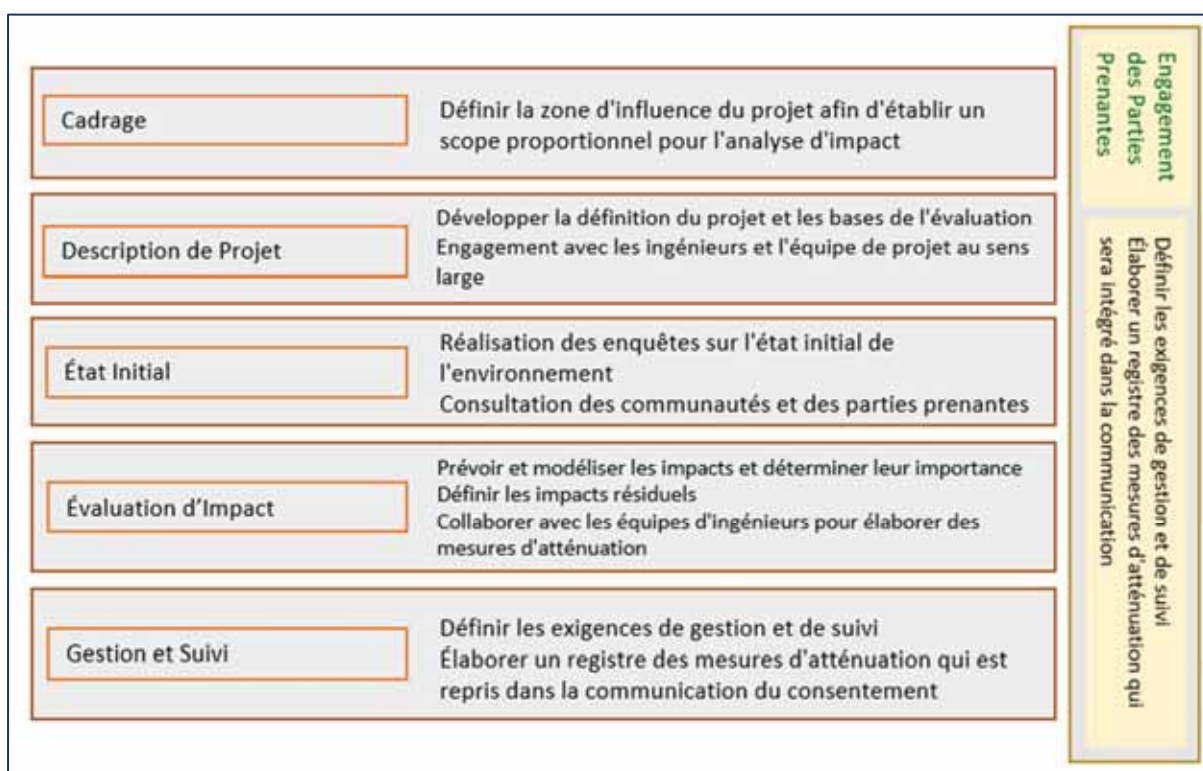 Cadrage
Définir la zone d'influence du projet afin d'établir un
scope proportionnel pour l'analyse d'impact
Description de Projet
Développer la définition du projet et les bases de l'évaluation
Engagement avec les ingénieurs et l'équipe de projet au sens
large
État Initial
Réalisation des enquêtes sur l'état initial de
l'environnement
Consultation des communautés et des parties prenantes
Évaluation d’Impact
Prévoir et modéliser les impacts et déterminer leur importance
Définir les impacts résiduels
Collaborer avec les équipes d'ingénieurs pour élaborer des
mesures d'atténuation
Gestion et Suivi
Définir les exigences de gestion et de suivi
Élaborer un registre des mesures d'atténuation qui est
repris dans la communication du consentement
Engagement
des Parties
Prenantes
Définir les exigences de gestion et de suivi
Élaborer un registre des mesures d'atténuation qui
sera intégré dans la communication